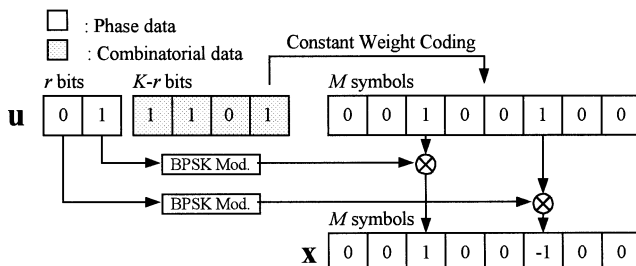 : Phase data
: Combinatorial data
Constant Weight Coding
r bits K-r bits M symbols
u 0 1 1 1 0 1 0 0 1 0 0 1 0 0
BPSK Mod.
BPSK Mod.
M symbols
x 0 0 1 0 0 -1 0 0